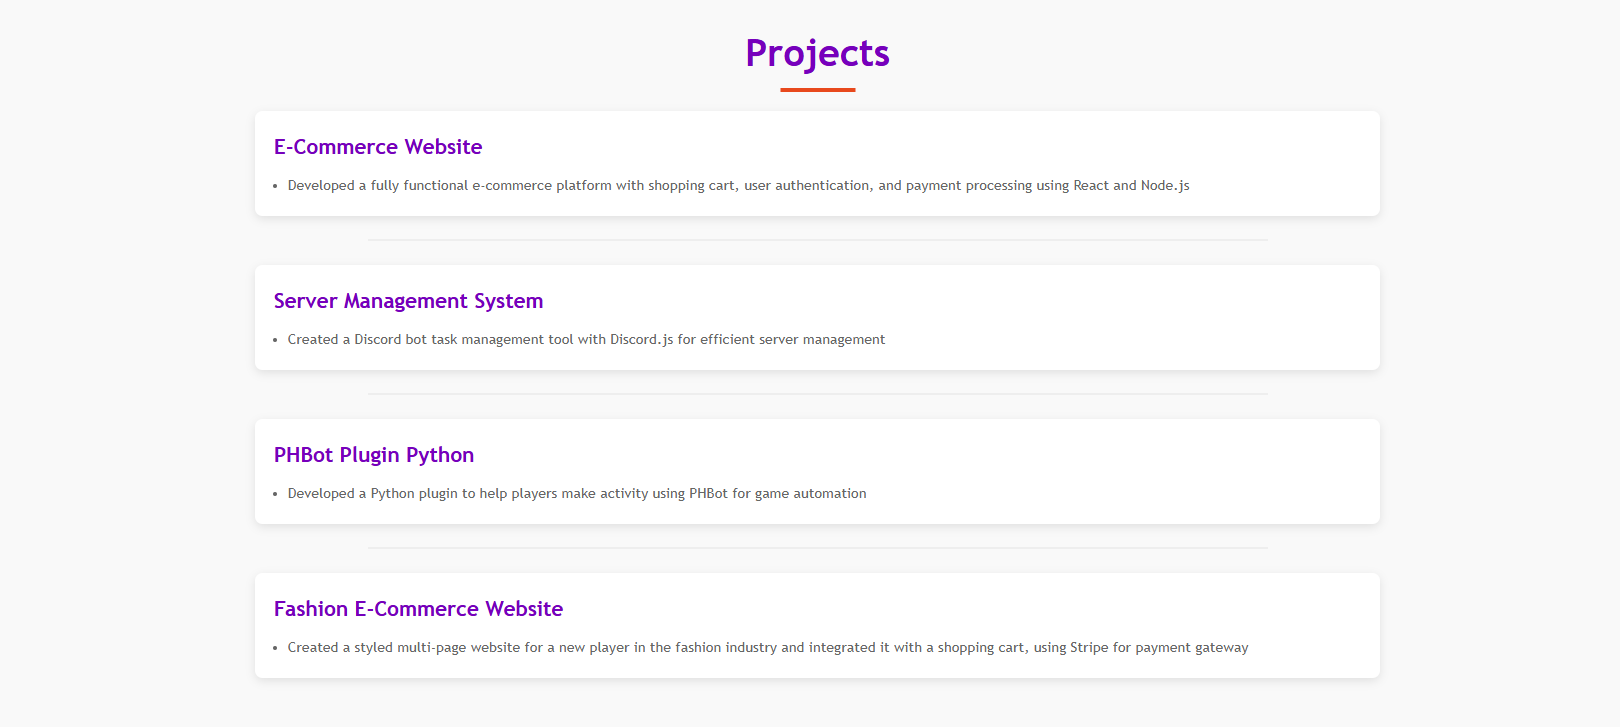 Projects
E-Commerce Website
• Developed a fully functional e-commerce platform with shopping cart, user authentication, and payment processing using React and Node.js
Server Management System
• Created a Discord bot task management tool with Discord.js for efficient server management
PHBot Plugin Python
• Developed a Python plugin to help players make activity using PHBot for game automation
Fashion E-Commerce Website
• Created a styled multi-page website for a new player in the fashion industry and integrated it with a shopping cart, using Stripe for payment gateway